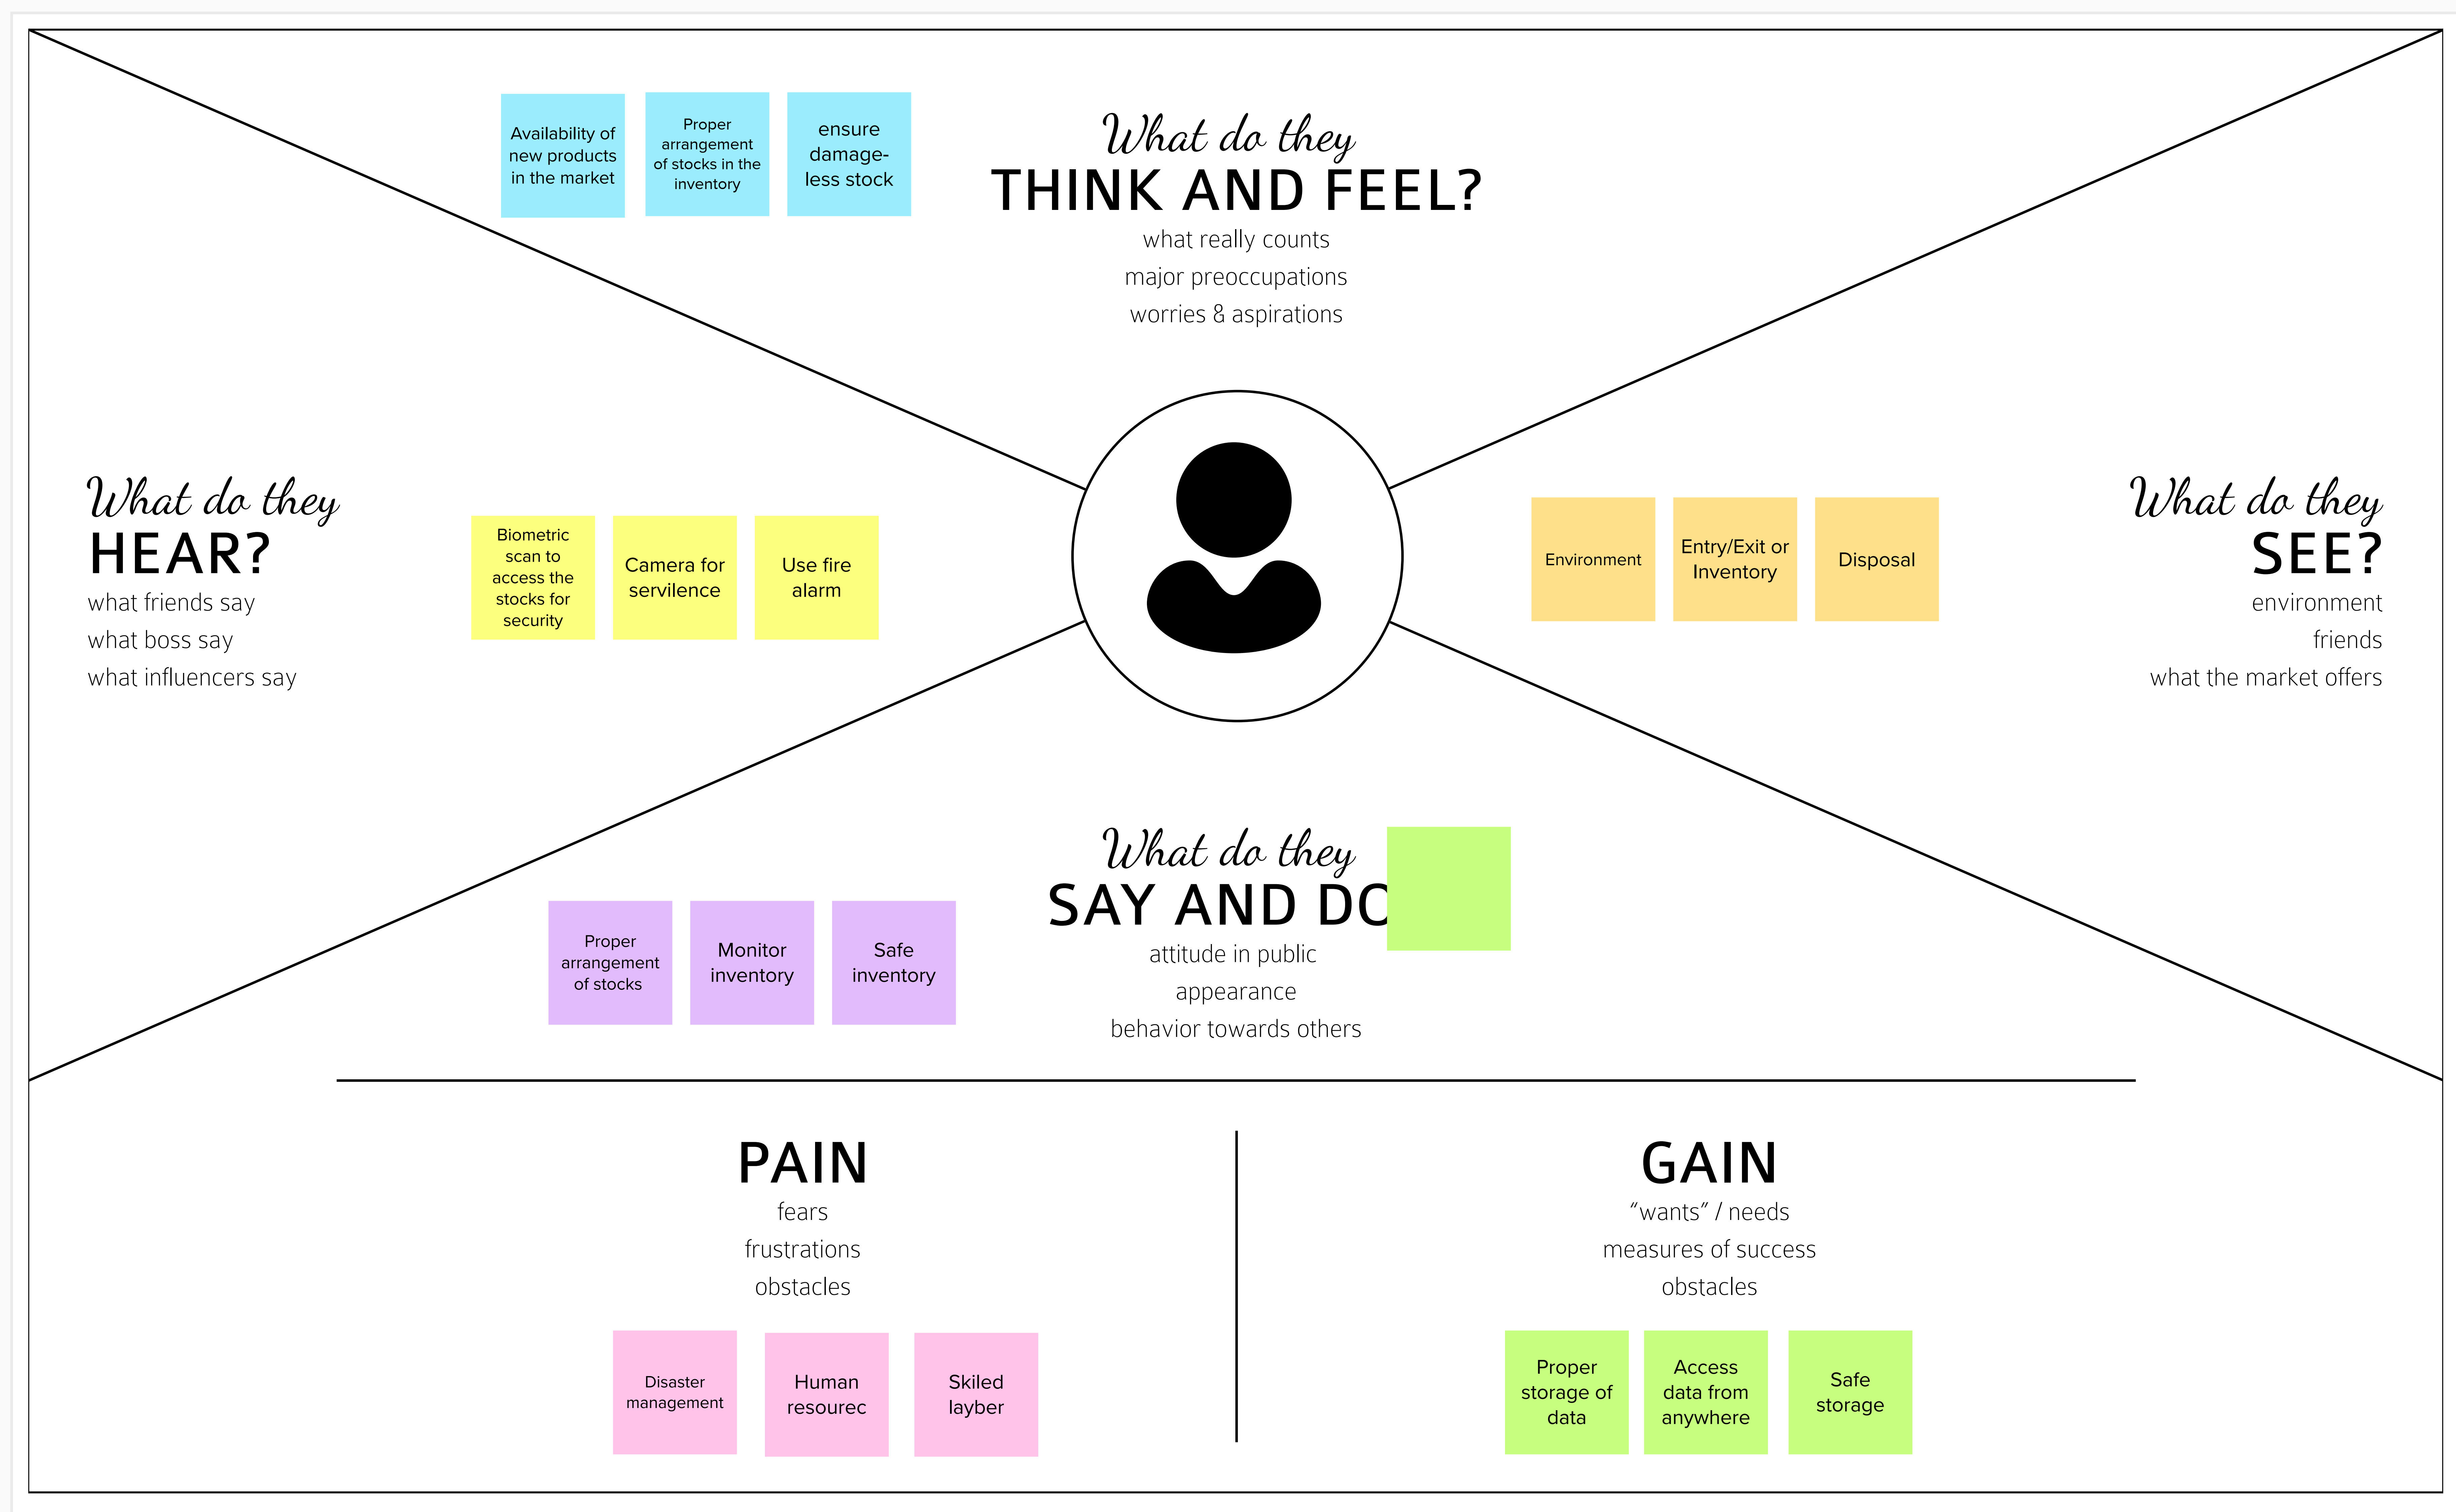 Availability of
new products
in the market
Proper
arrangement
of stocks in the
inventory
ensure
damage-
less stock
What do they
THINK AND FEEL?
what really counts
major preoccupations
worries & aspirations
What do they
HEAR?
what friends say
what boss say
what influencers say
Biometric
scan to
access the
stocks for
security
Camera for
servilence
Use fire
alarm
Environment
Entry/Exit or
Inventory
Disposal
What do they
SEE?
environment
friends
what the market offers
What do they
SAY AND DO
attitude in public
appearance
behavior towards others
Proper
arrangement
of stocks
Monitor
inventory
Safe
inventory
PAIN
fears
frustrations
obstacles
Disaster
management
Human
resourec
Skiled
layber
GAIN
“wants” / needs
measures of success
obstacles
Proper
storage of
data
Access
data from
anywhere
Safe
storage